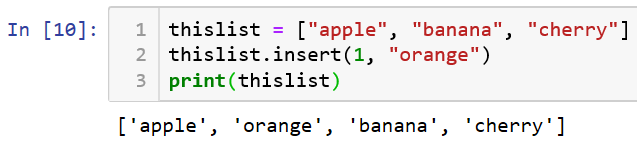 In [10]: 1 thislist = ["apple", "banana", "cherry"]
2 thislist.insert(1, "orange")
3 print(thislist)
['apple', 'orange', 'banana', 'cherry']